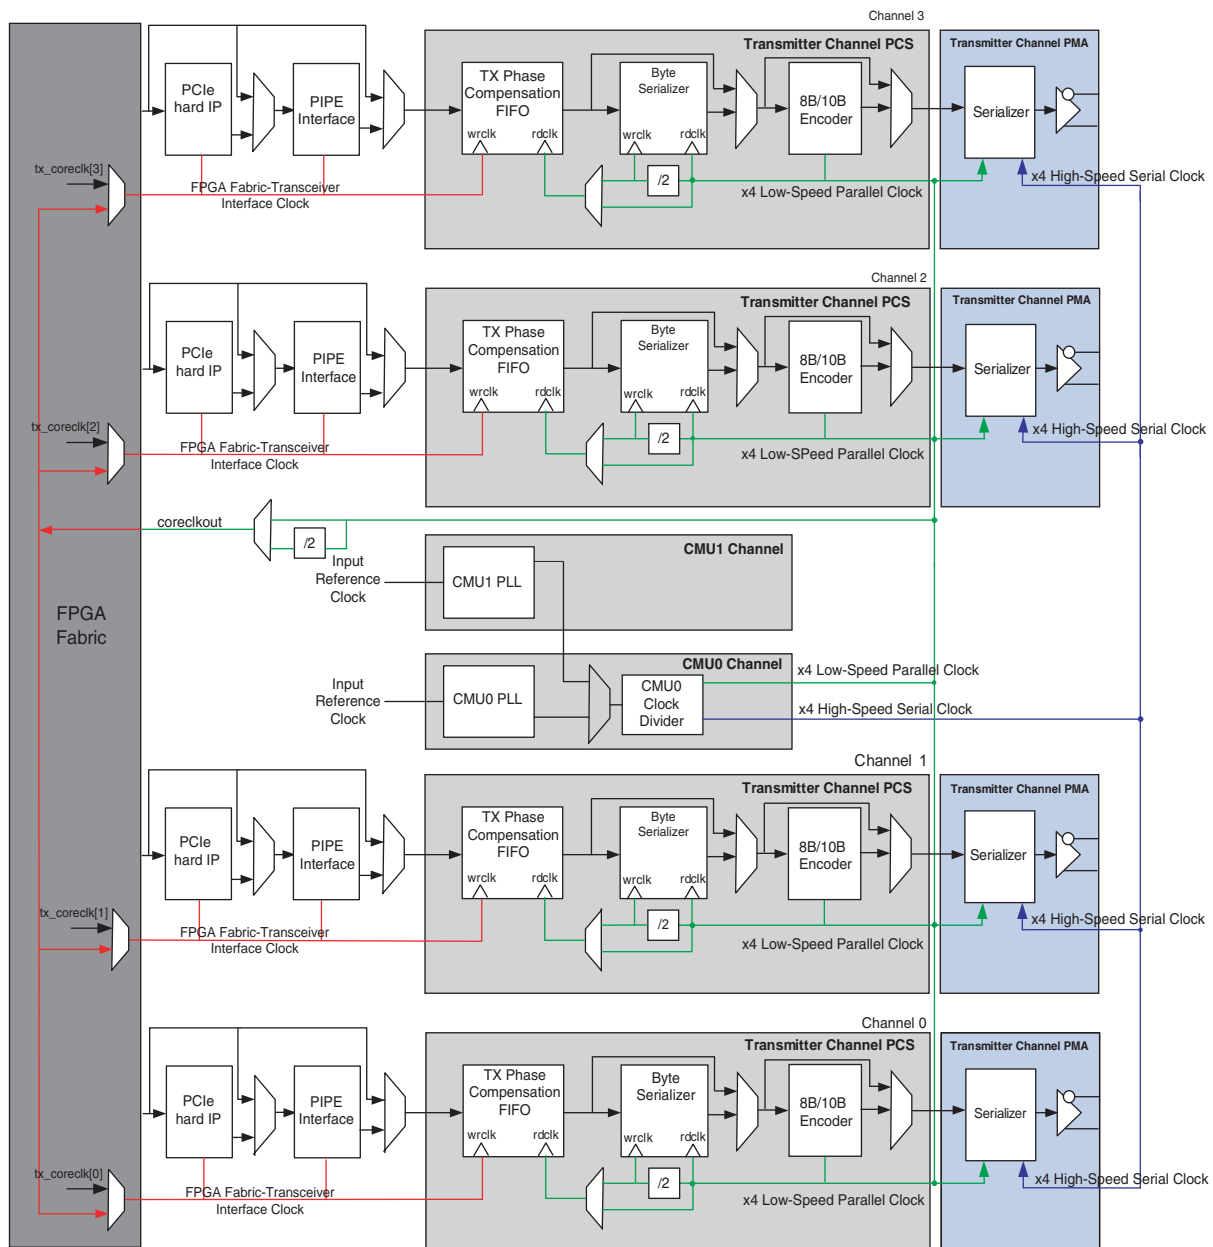 Channel 3
Transmitter Channel PCS
Transmitter Channel PMA
PCIe
hard IP
PIPE
Interface
TX Phase
Compensation
FIFO
wrclk
rdclk
Byte
Serializer
wrclk
rdclk
/2
8B/10B
Encoder
Serializer
tx_coreclk[3]
FPGA Fabric-Transceiver
Interface Clock
x4 Low-Speed Parallel Clock
x4 High-Speed Serial Clock
Channel 2
Transmitter Channel PCS
Transmitter Channel PMA
PCIe
hard IP
PIPE
Interface
TX Phase
Compensation
FIFO
wrclk
rdclk
Byte
Serializer
wrclk
rdclk
/2
8B/10B
Encoder
Serializer
tx_coreclk[2]
FPGA Fabric-Transceiver
Interface Clock
x4 Low-SPeed Parallel Clock
x4 High-Speed Serial Clock
coreclkout
/2
FPGA
Fabric
Input
Reference
Clock
CMU1 PLL
CMU1 Channel
Input
Reference
Clock
CMU0 PLL
CMU0 Channel
CMU0
Clock
Divider
x4 Low-Speed Parallel Clock
x4 High-Speed Serial Clock
Channel 1
Transmitter Channel PCS
Transmitter Channel PMA
PCIe
hard IP
PIPE
Interface
TX Phase
Compensation
FIFO
wrclk
rdclk
Byte
Serializer
wrclk
rdclk
/2
8B/10B
Encoder
Serializer
tx_coreclk[1]
FPGA Fabric-Transceiver
Interface Clock
x4 Low-Speed Parallel Clock
x4 High-Speed Serial Clock
Channel 0
Transmitter Channel PCS
Transmitter Channel PMA
PCIe
hard IP
PIPE
Interface
TX Phase
Compensation
FIFO
wrclk
rdclk
Byte
Serializer
wrclk
rdclk
/2
8B/10B
Encoder
Serializer
tx_coreclk[0]
FPGA Fabric-Transceiver
Interface Clock
x4 Low-Speed Parallel Clock
x4 High-Speed Serial Clock